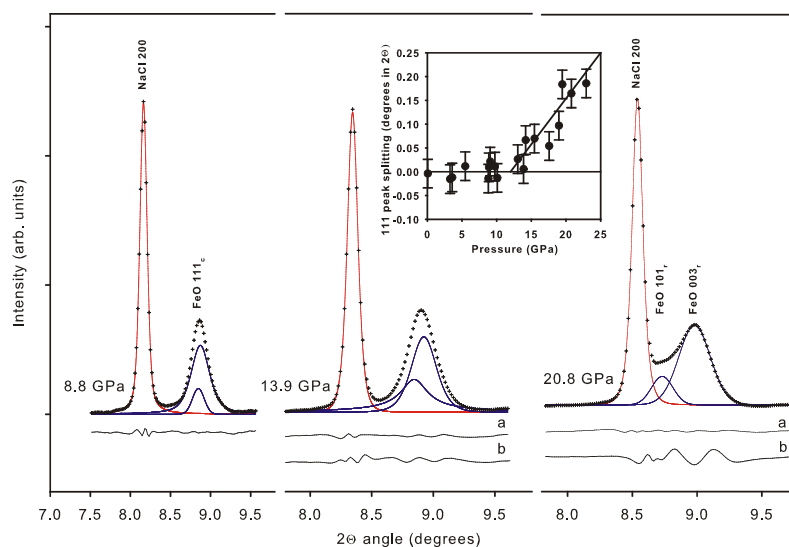 Intensity (arb. units)
NaCl 200
FeO 111c
8.8 GPa
7.0 7.5 8.0 8.5 9.0 9.5
13.9 GPa
a
b
8.0 8.5 9.0 9.5
111 peak splitting (degrees in 2Θ)
0.25
0.20
0.15
0.10
0.05
0.00
-0.05
-0.10
0 5 10 15 20 25
Pressure (GPa)
NaCl 200
FeO 101r
FeO 003r
20.8 GPa
a
b
8.0 8.5 9.0 9.5
2Θ angle (degrees)